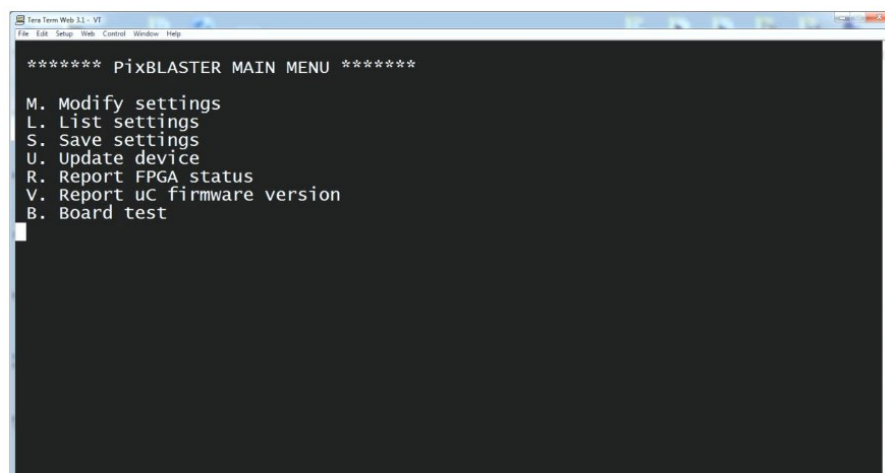 Tera Term Web 3.1 - VT
File Edit Setup Web Control Window Help
******* PixBLASTER MAIN MENU *******
M. Modify settings
L. List settings
S. Save settings
U. Update device
R. Report FPGA status
V. Report uC firmware version
B. Board test